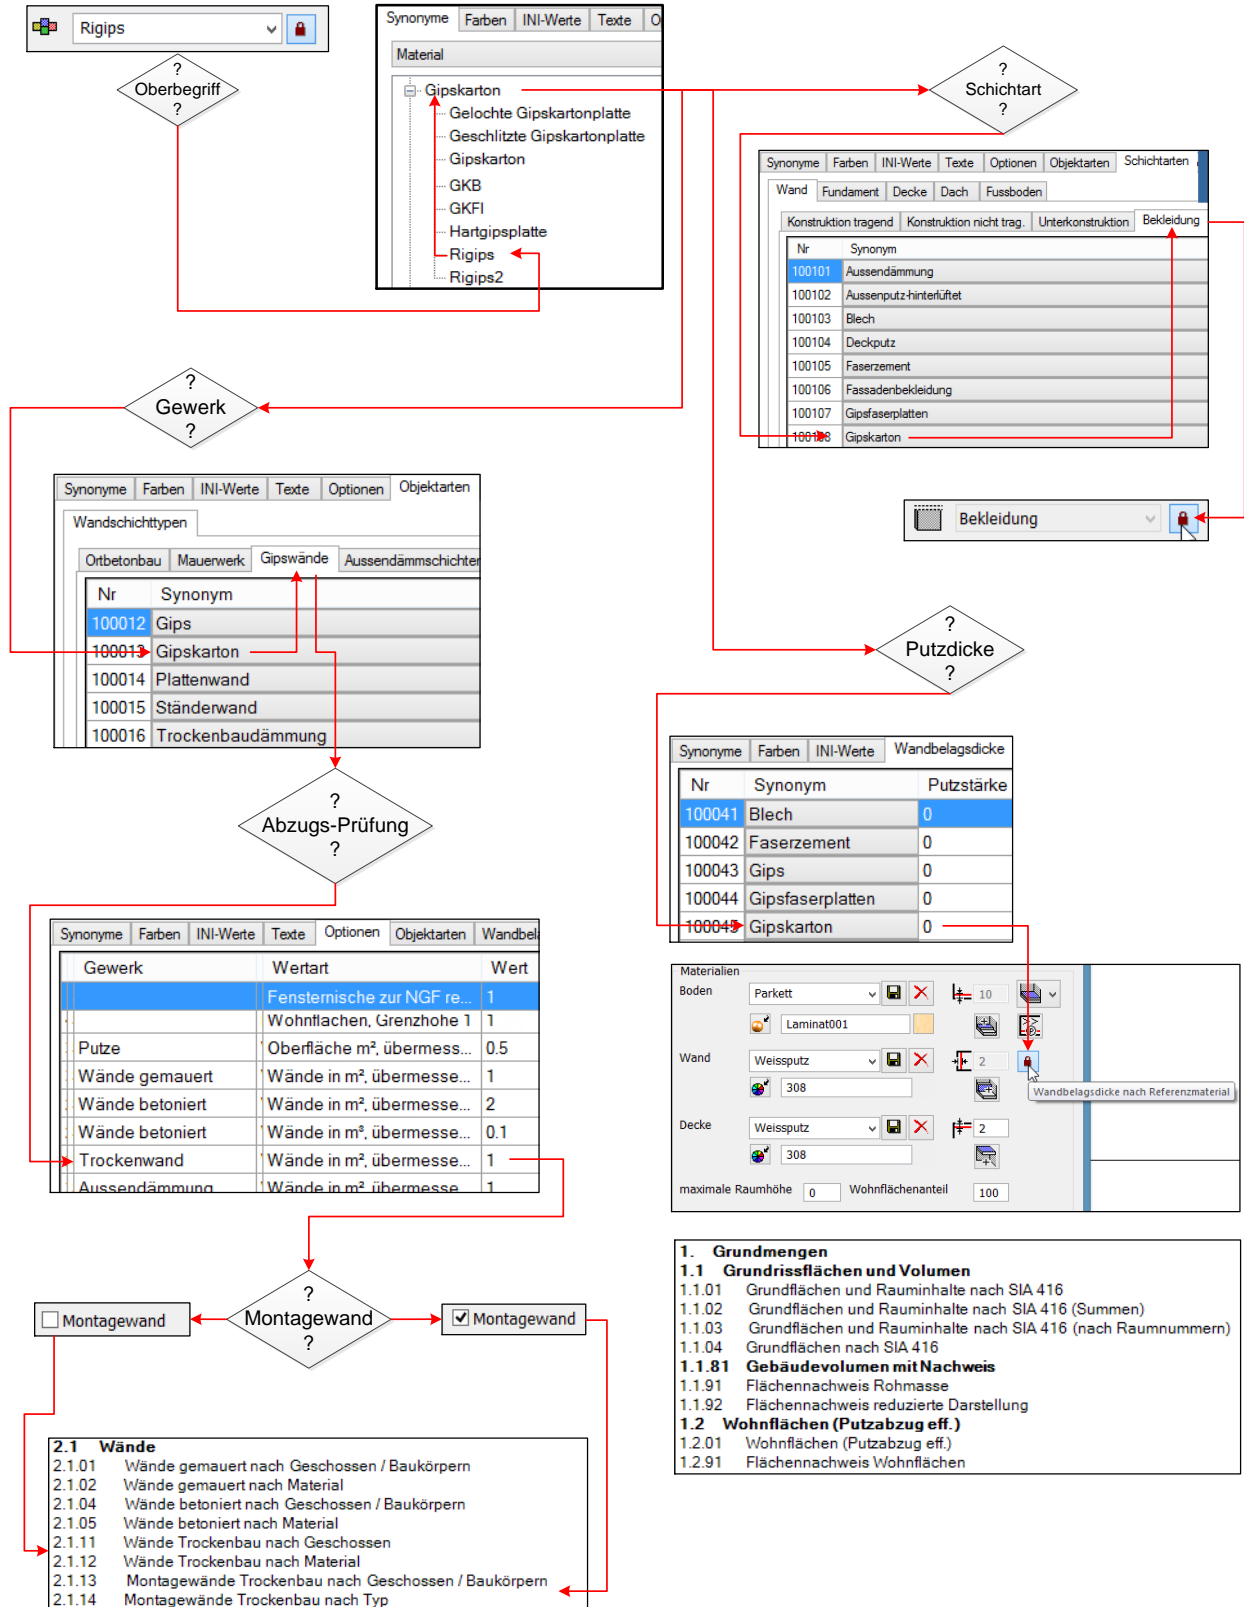 Rigips
?
Oberbegriff
?
Synonyme Farben INI-Werte Texte O
Material
Gipskarton
Gelochte Gipskartonplatte
Geschlitzte Gipskartonplatte
Gipskarton
GKB
GKFI
Hartgipsplatte
Rigips
Rigips2
?
Schichtart
?
Synonyme Farben INI-Werte Texte Optionen Objektarten Schichtarten
Wand Fundament Decke Dach Fussboden
Konstruktion tragend Konstruktion nicht trag. Unterkonstruktion Bekleidung
Nr Synonym
100101 Aussendämmung
100102 Aussenputz-hinterlüftet
100103 Blech
100104 Deckputz
100105 Faserzement
100106 Fassadenbekleidung
100107 Gipsfaserplatten
100108 Gipskarton
Bekleidung
?
Gewerk
?
Synonyme Farben INI-Werte Texte Optionen Objektarten
Wandschichttypen
Ortbetonbau Mauerwerk Gipswände Aussendämmschichten
Nr Synonym
100012 Gips
100013 Gipskarton
100014 Plattenwand
100015 Ständerwand
100016 Trockenbaudämmung
?
Putzdicke
?
Synonyme Farben INI-Werte Wandbelagsdicke
Nr Synonym Putzstärke
100041 Blech 0
100042 Faserzement 0
100043 Gips 0
100044 Gipsfaserplatten 0
100045 Gipskarton 0
?
Abzugs-Prüfung
?
Synonyme Farben INI-Werte Texte Optionen Objektarten Wandbela
Gewerk Wertart Wert
Fensternische zur NGF re... 1
Wohnflächen, Grenzhöhe 1 1
Putze Oberfläche m², übermess... 0.5
Wände gemauert Wände in m², übermesse... 1
Wände betoniert Wände in m², übermesse... 2
Wände betoniert Wände in m³, übermesse... 0.1
Trockenwand Wände in m², übermesse... 1
Aussendämmung Wände in m², übermesse... 1
Materialien
Boden Parkett 10
Laminat001
Wand Weissputz 2
308
Wandbelagsdicke nach Referenzmaterial
Decke Weissputz 2
308
maximale Raumhöhe 0 Wohnflächenanteil 100
?
Montagewand
?
Montagewand
Montagewand
1. Grundmengen
1.1 Grundrissflächen und Volumen
1.1.01 Grundflächen und Rauminhalte nach SIA 416
1.1.02 Grundflächen und Rauminhalte nach SIA 416 (Summen)
1.1.03 Grundflächen und Rauminhalte nach SIA 416 (nach Raumnummern)
1.1.04 Grundflächen nach SIA 416
1.1.81 Gebäudevolumen mit Nachweis
1.1.91 Flächennachweis Rohmasse
1.1.92 Flächennachweis reduzierte Darstellung
1.2 Wohnflächen (Putzabzug eff.)
1.2.01 Wohnflächen (Putzabzug eff.)
1.2.91 Flächennachweis Wohnflächen
2.1 Wände
2.1.01 Wände gemauert nach Geschossen / Baukörpern
2.1.02 Wände gemauert nach Material
2.1.04 Wände betoniert nach Geschossen / Baukörpern
2.1.05 Wände betoniert nach Material
2.1.11 Wände Trockenbau nach Geschossen
2.1.12 Wände Trockenbau nach Material
2.1.13 Montagewände Trockenbau nach Geschossen / Baukörpern
2.1.14 Montagewände Trockenbau nach Typ